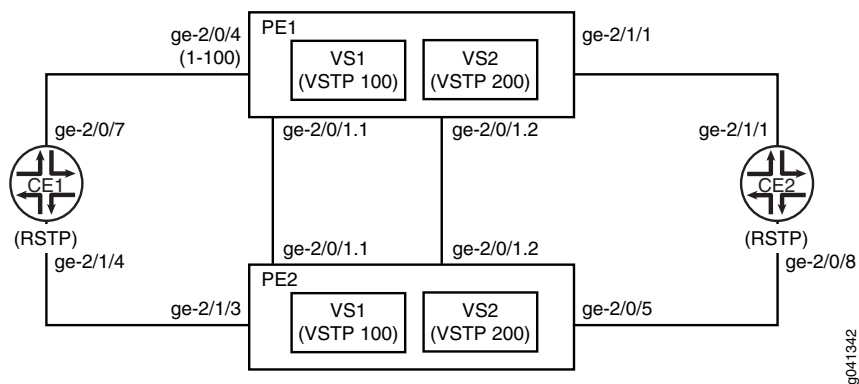 PE1
ge-2/0/4
(1-100)
VS1
(VSTP 100)
VS2
(VSTP 200)
ge-2/1/1
ge-2/0/7
ge-2/0/1.1
ge-2/0/1.2
ge-2/1/1
CE1
CE2
(RSTP)
(RSTP)
ge-2/1/4
ge-2/0/1.1
ge-2/0/1.2
ge-2/0/8
PE2
ge-2/1/3
VS1
(VSTP 100)
VS2
(VSTP 200)
ge-2/0/5
g041342